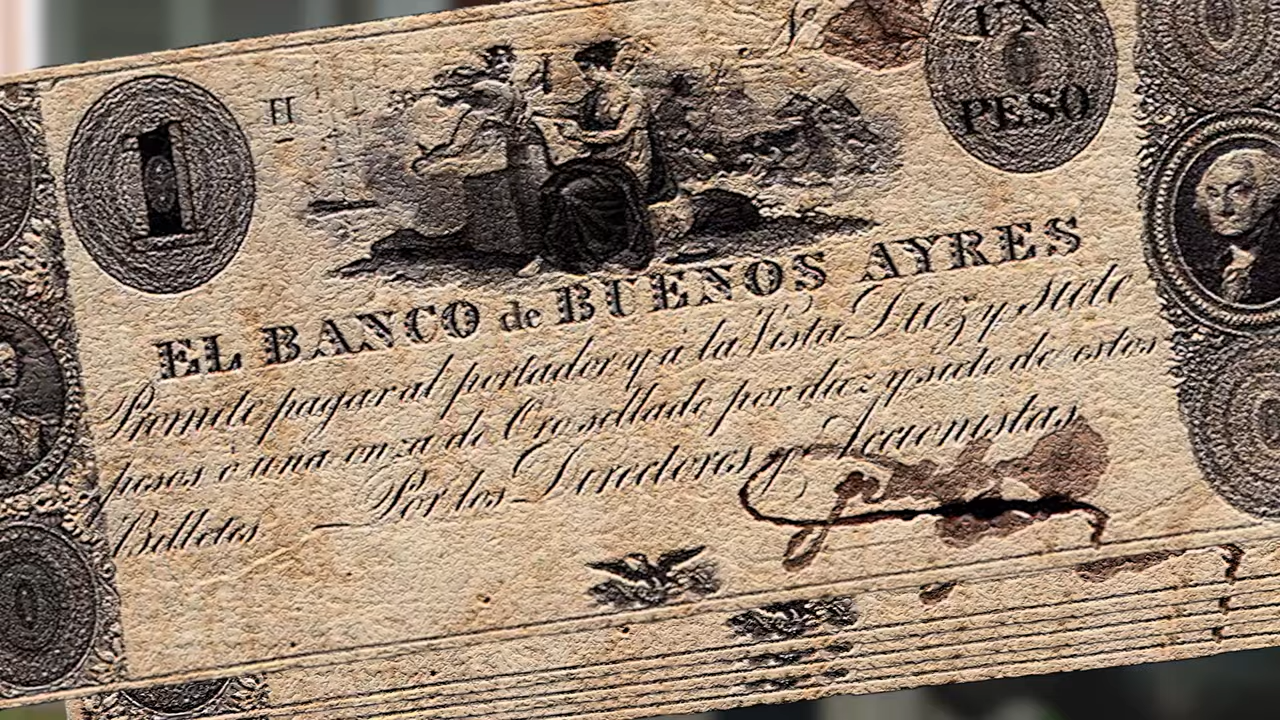 UN
PESO
1
H
EL BANCO de BUENOS AYRES
Promete pagar al portador y a la Vista Diez y Siete
pesos o una onza de Oro sellado por diez y siete de estos
Billetes Por los Directores y Accionistas